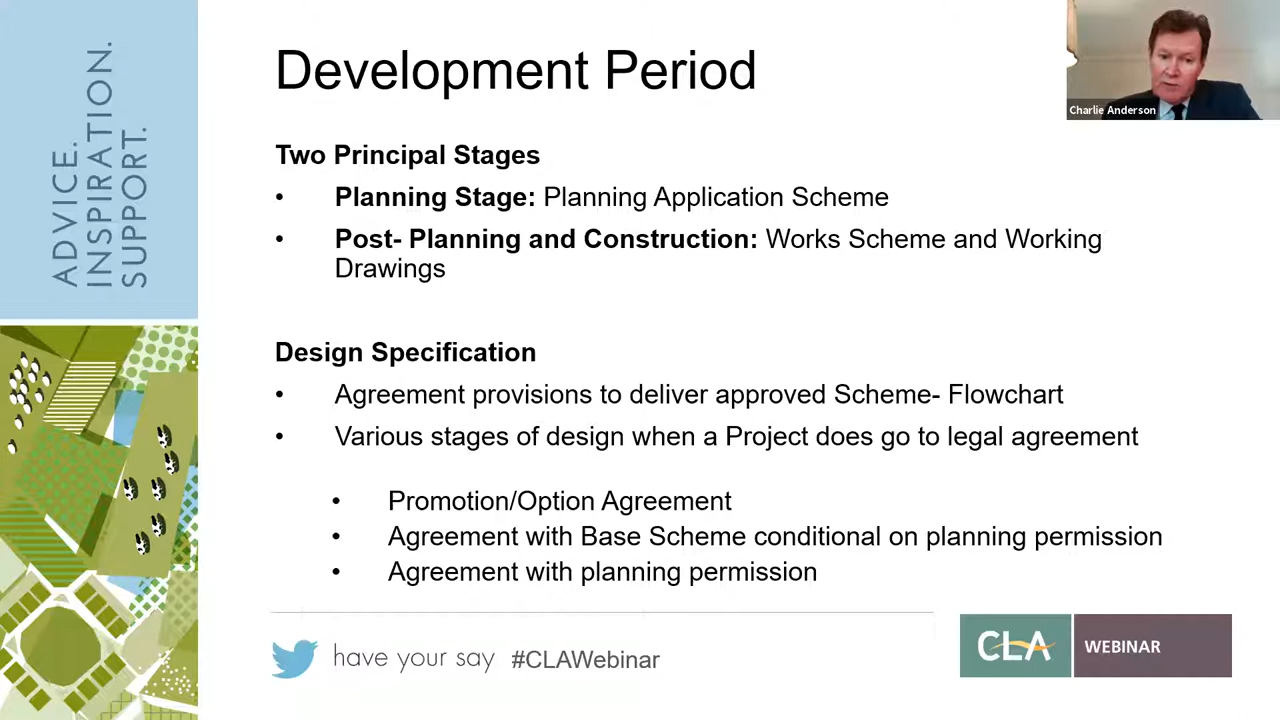 ADVICE.
INSPIRATION.
SUPPORT.
Development Period
Charlie Anderson
Two Principal Stages
• Planning Stage: Planning Application Scheme
• Post- Planning and Construction: Works Scheme and Working
Drawings
Design Specification
• Agreement provisions to deliver approved Scheme- Flowchart
• Various stages of design when a Project does go to legal agreement
• Promotion/Option Agreement
• Agreement with Base Scheme conditional on planning permission
• Agreement with planning permission
have your say #CLAWebinar
CLA WEBINAR